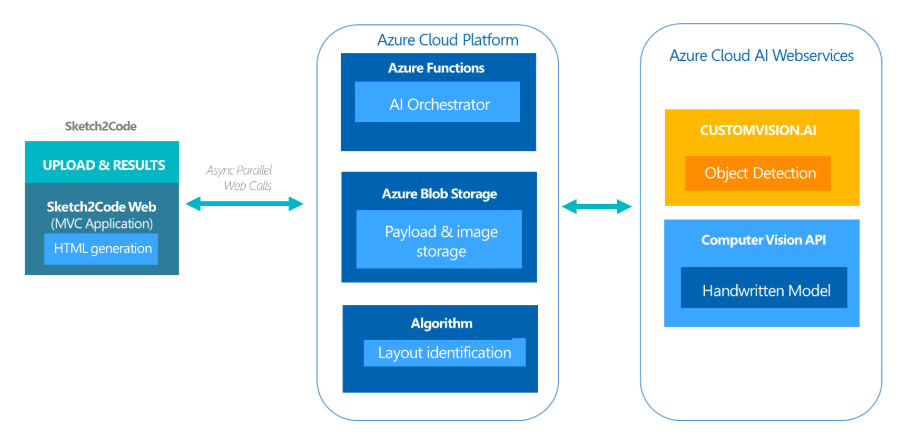 Sketch2Code
UPLOAD & RESULTS
Sketch2Code Web
(MVC Application)
HTML generation
Async Parallel
Web Calls
Azure Cloud Platform
Azure Functions
AI Orchestrator
Azure Blob Storage
Payload & image
storage
Algorithm
Layout identification
Azure Cloud AI Webservices
CUSTOMVISION.AI
Object Detection
Computer Vision API
Handwritten Model